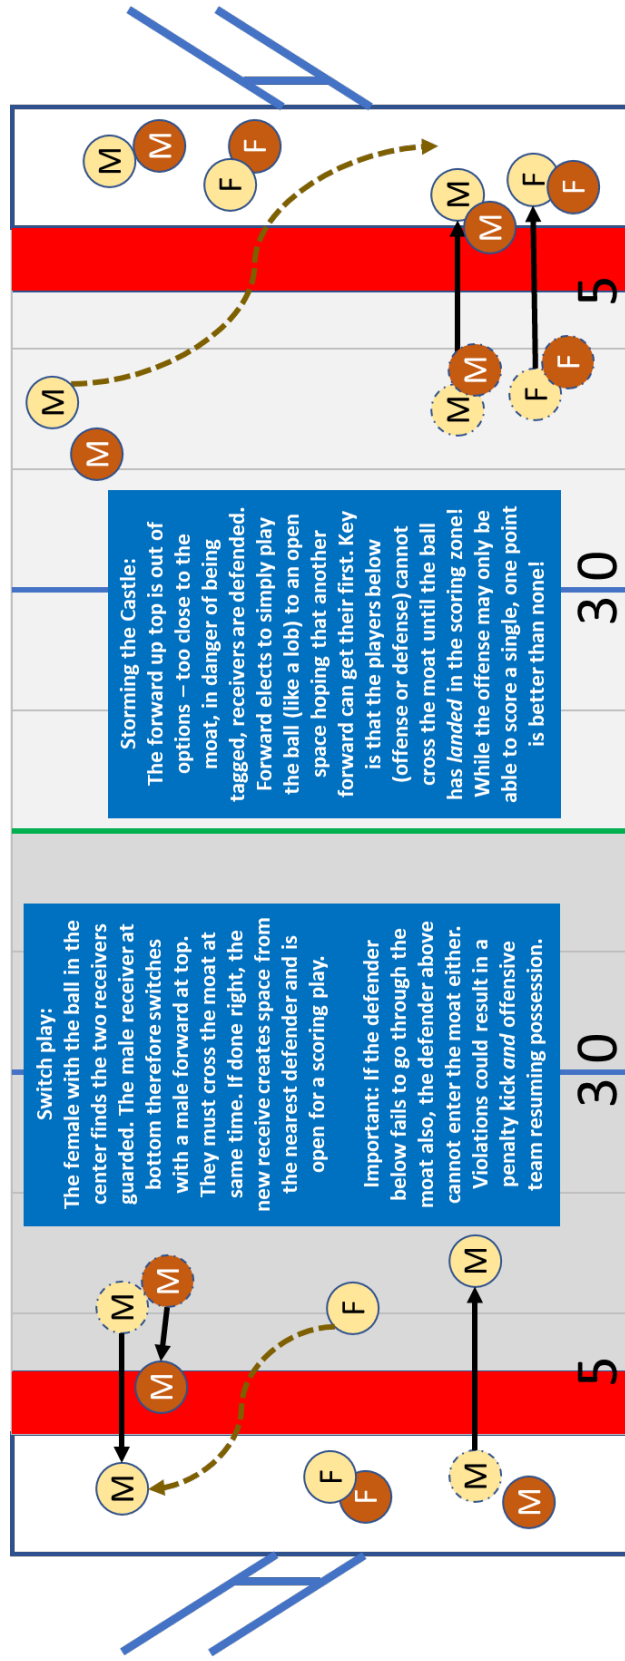 M
M
M
M
F
F
F
M
M
M
Switch play:
The female with the ball in the
center finds the two receivers
guarded. The male receiver at
bottom therefore switches
with a male forward at top.
They must cross the moat at
same time. If done right, the
new receive creates space from
the nearest defender and is
open for a scoring play.
Important: If the defender
below fails to go through the
moat also, the defender above
cannot enter the moat either.
Violations could result in a
penalty kick and offensive
team resuming possession.
Storming the Castle:
The forward up top is out of
options – too close to the
moat, in danger of being
tagged, receivers are defended.
Forward elects to simply play
the ball (like a lob) to an open
space hoping that another
forward can get their first. Key
is that the players below
(offense or defense) cannot
cross the moat until the ball
has landed in the scoring zone!
While the offense may only be
able to score a single, one point
is better than none!
M
M
M
M
F
F
M
M
M
M
F
F
F
F
5 30 30 5